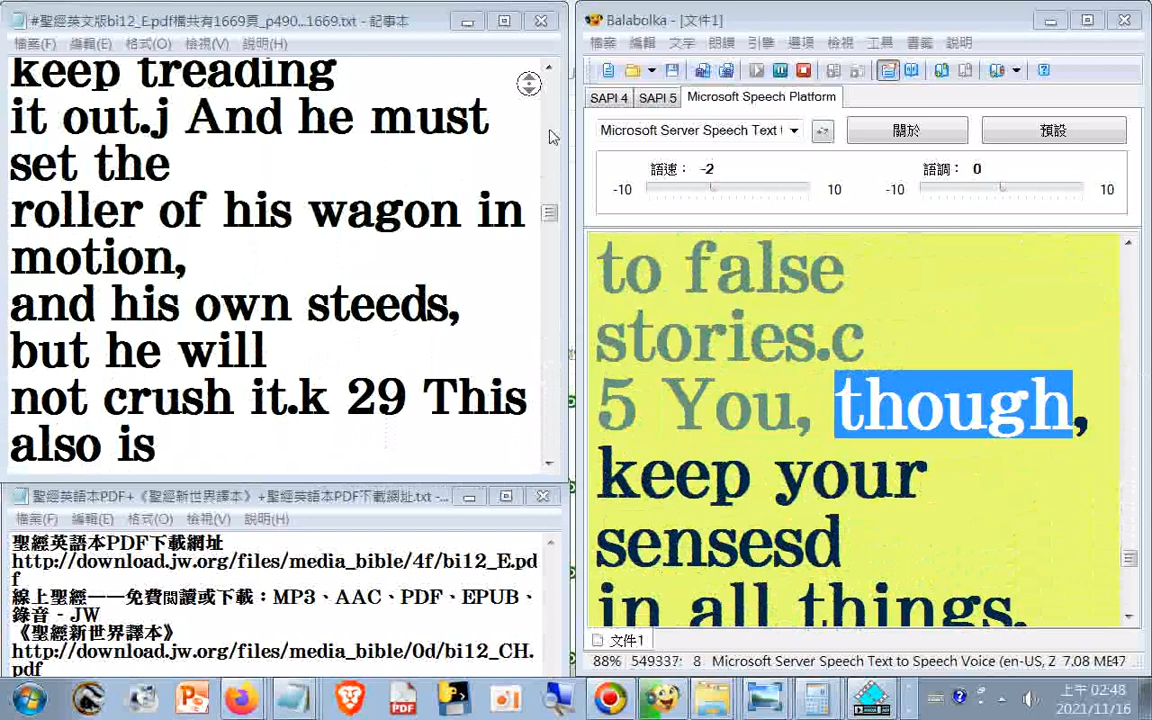 #聖經英文版bi12_E.pdf檔共有1669頁_p490...1669.txt - 記事本
檔案(F) 編輯(E) 格式(O) 檢視(V) 說明(H)
keep treading
it out.j And he must
set the
roller of his wagon in
motion,
and his own steeds,
but he will
not crush it.k 29 This
also is
聖經英語本PDF+《聖經新世界譯本》+聖經英語本PDF下載網址.txt -...
檔案(F) 編輯(E) 格式(O) 檢視(V) 說明(H)
聖經英語本PDF下載網址
http://download.jw.org/files/media_bible/4f/bi12_E.pd
f
線上聖經——免費閱讀或下載：MP3、AAC、PDF、EPUB、
錄音 - JW
《聖經新世界譯本》
http://download.jw.org/files/media_bible/0d/bi12_CH.
pdf
Balabolka - [文件1]
檔案 編輯 文字 朗讀 引擎 選項 檢視 工具 書籤 說明
SAPI 4 SAPI 5 Microsoft Speech Platform
Microsoft Server Speech Text 關於 預設
語速： -2 語調： 0
-10 10 -10 10
to false
stories.c
5 You, though,
keep your
sensesd
in all things,
文件1
88% 549337: 8 Microsoft Server Speech Text to Speech Voice (en-US, Z 7.08 ME47
上午 02:48
2021/11/16